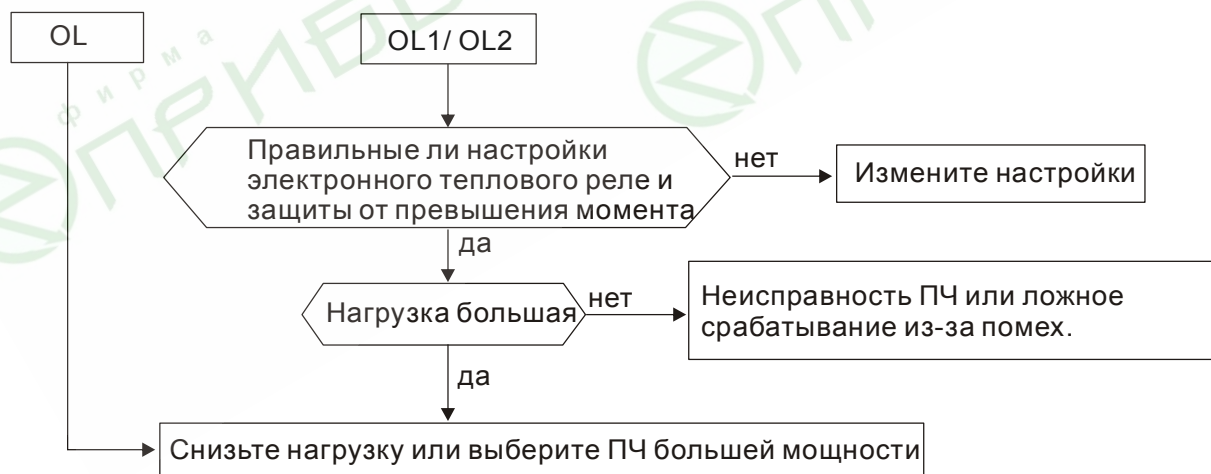 OL
OL1/ OL2
Правильные ли настройки
электронного теплового реле и
защиты от превышения момента
нет
Измените настройки
да
Нагрузка большая
нет
Неисправность ПЧ или ложное
срабатывание из-за помех.
да
Снизьте нагрузку или выберите ПЧ большей мощности
фирма